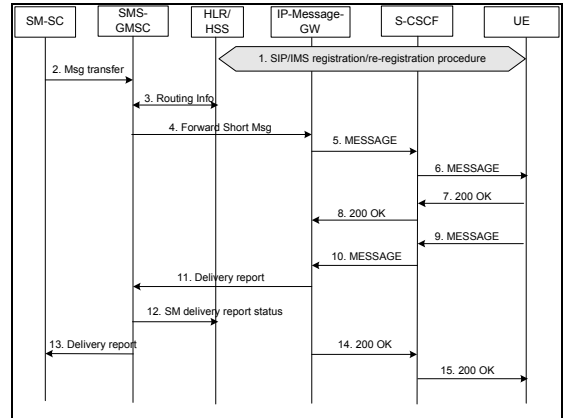 SM-SC
SMS-
GMSC
HLR/
HSS
IP-Message-
GW
S-CSCF
UE
1. SIP/IMS registration/re-registration procedure
2. Msg transfer
3. Routing Info
4. Forward Short Msg
5. MESSAGE
6. MESSAGE
7. 200 OK
8. 200 OK
9. MESSAGE
10. MESSAGE
11. Delivery report
12. SM delivery report status
13. Delivery report
14. 200 OK
15. 200 OK